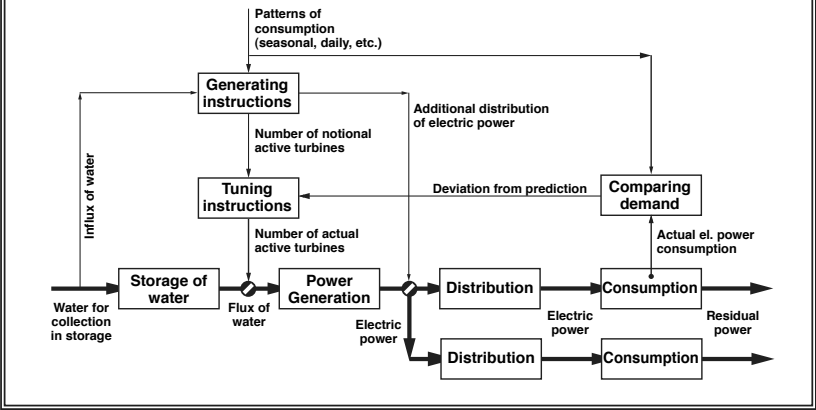 Patterns of
consumption
(seasonal, daily, etc.)
Generating
instructions
Additional distribution
of electric power
Number of notional
active turbines
Influx of water
Tuning
instructions
Deviation from prediction
Comparing
demand
Number of actual
active turbines
Actual el. power
consumption
Storage of
water
Power
Generation
Distribution
Consumption
Water for
collection
in storage
Flux of
water
Electric
power
Electric
power
Residual
power
Distribution
Consumption